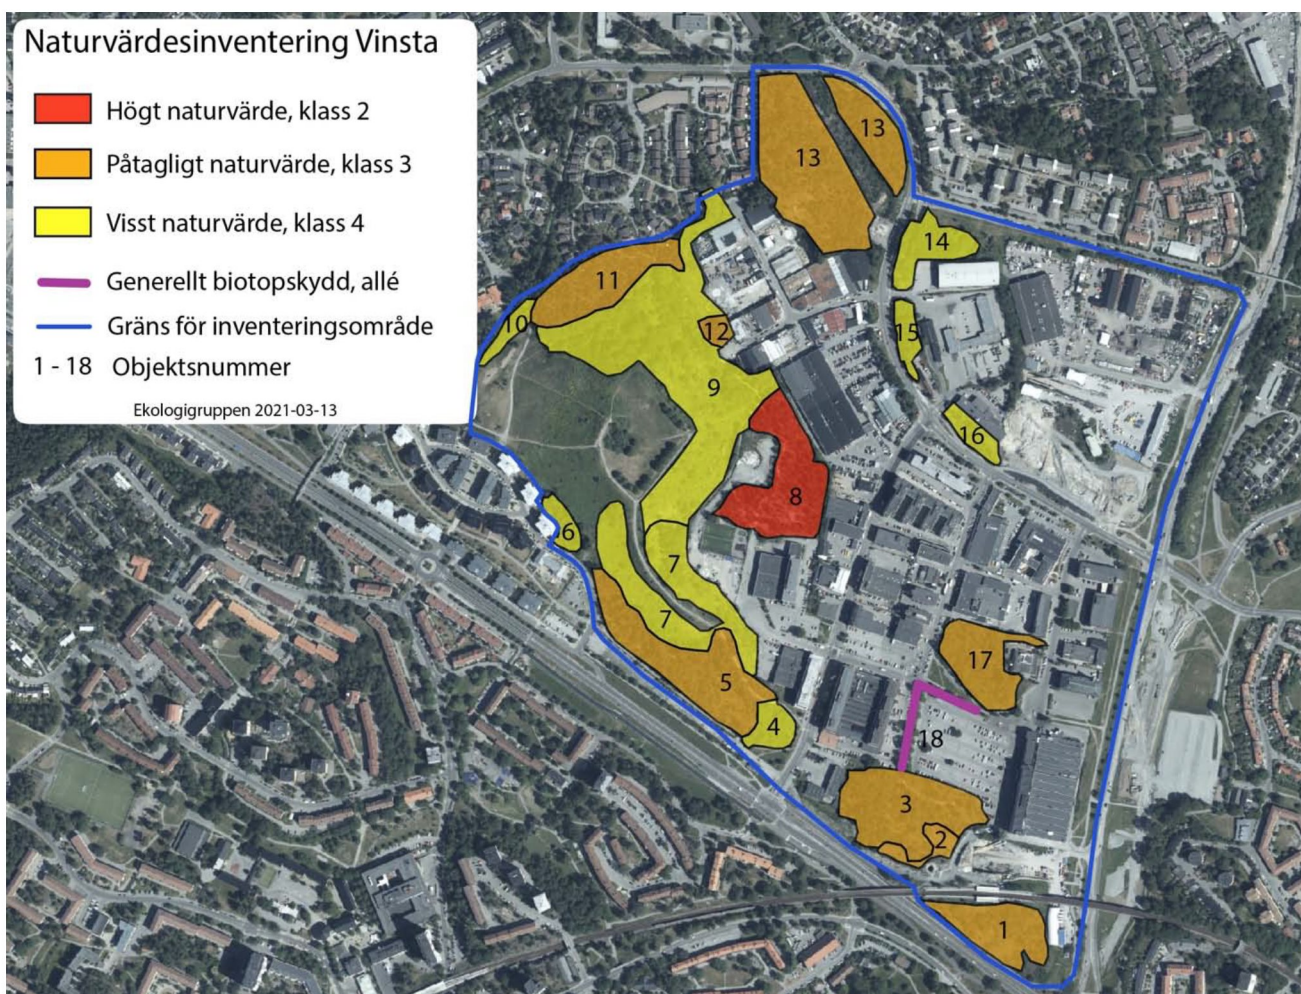 Naturvärdesinventering Vinsta
Högt naturvärde, klass 2
Påtagligt naturvärde, klass 3
Visst naturvärde, klass 4
Generellt biotopskydd, allé
Gräns för inventeringsområde
1 - 18 Objektsnummer
Ekologigruppen 2021-03-13
13
13
14
11
10
12
15
9
16
8
6
7
7
17
5
4
18
3
2
1